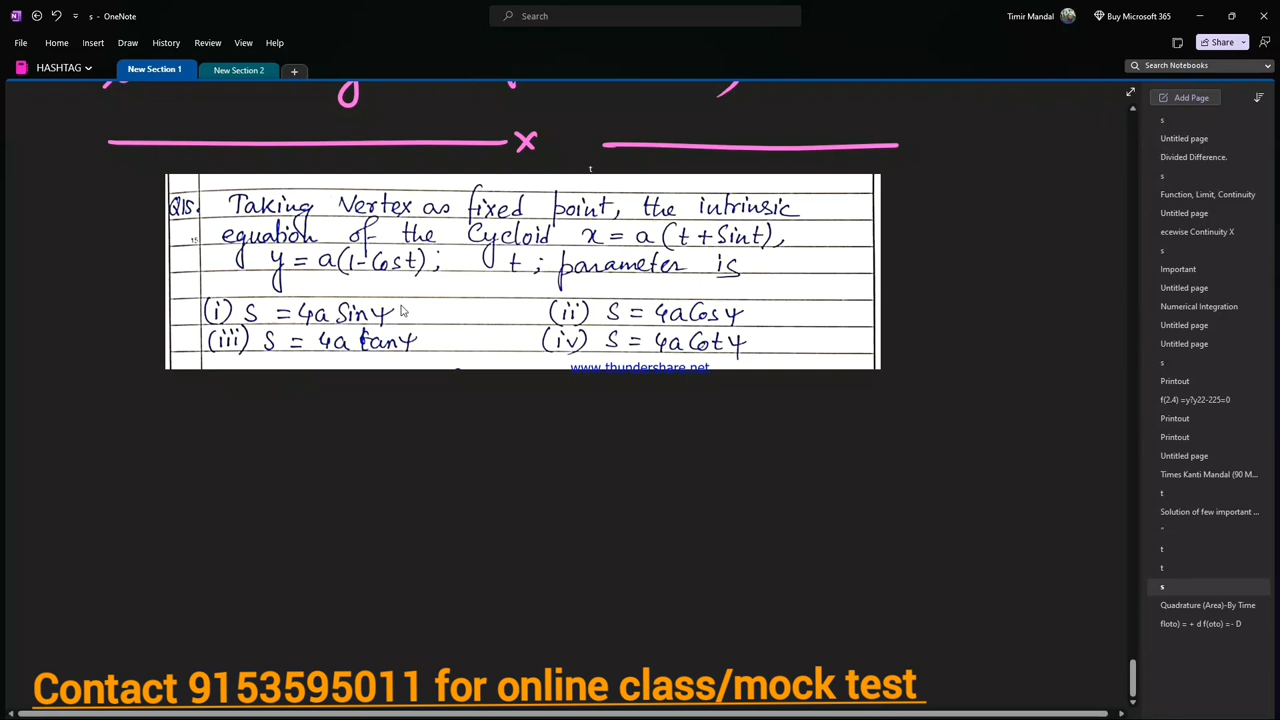 s - OneNote
Search
Timir Mandal
Buy Microsoft 365
File Home Insert Draw History Review View Help
Share
HASHTAG
New Section 1
New Section 2
+
Search Notebooks
Add Page
s
Untitled page
Divided Difference.
s
Function, Limit, Continuity
Untitled page
ecewise Continuity X
s
Important
Untitled page
Numerical Integration
Untitled page
Untitled page
s
Printout
f(2.4) =y?y22-225=0
Printout
Printout
Untitled page
Times Kanti Mandal (90 M...
t
Solution of few important ...
"
t
t
s
Quadrature (Area)-By Time
floto) = + d f(oto) =- D
x
t
Q15. Taking Vertex as fixed point, the intrinsic
15 equation of the Cycloid x = a (t + Sint),
y = a(1-Cost); t ; parameter is
(i) S = 4a Sinψ (ii) S = 4a Cosψ
(iii) S = 4a tanψ (iv) S = 4a Cotψ
www.thundershare.net
Contact 9153595011 for online class/mock test